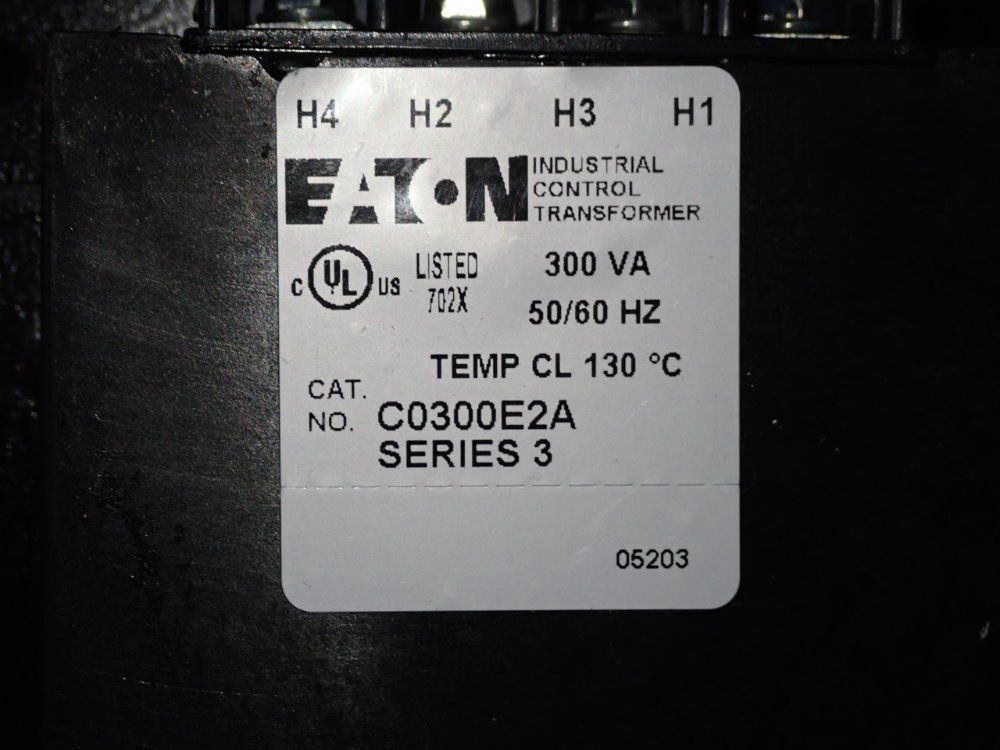 H4 H2 H3 H1
EATON INDUSTRIAL
CONTROL
TRANSFORMER
C UL US LISTED 300 VA
702X
50/60 HZ
TEMP CL 130 °C
CAT.
NO. C0300E2A
SERIES 3
05203